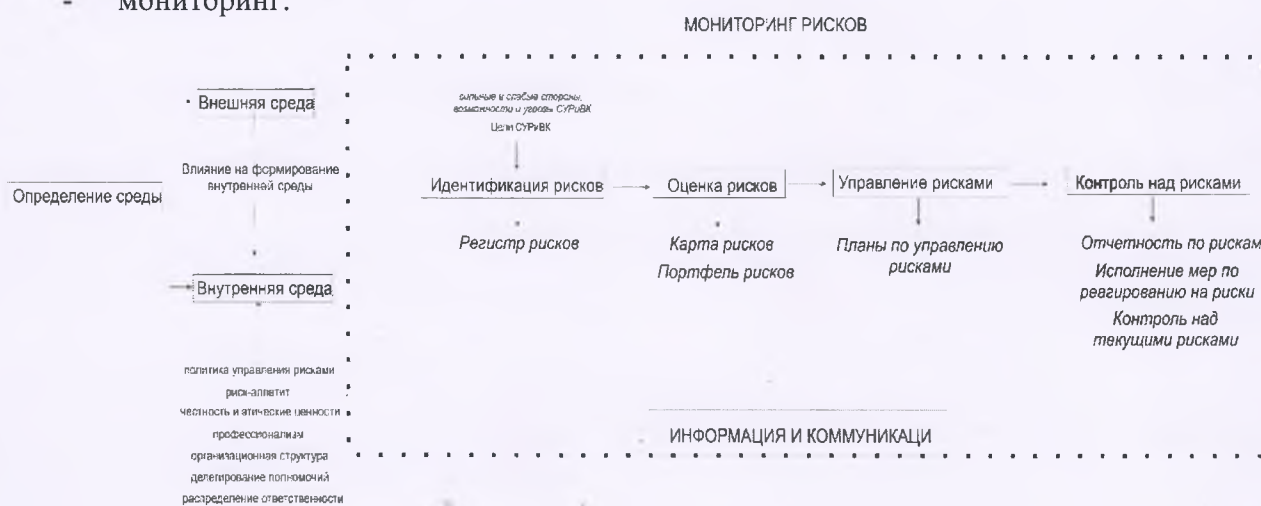 - мониторинг.
МОНИТОРИНГ РИСКОВ
Внешняя среда
Влияние на формирование
внутренней среды
Определение среды
Внутренняя среда
политика управления рисками
риск-аппетит
честность и этические ценности
профессионализм
организационная структура
делегирование полномочий
распределение ответственности
сильные и слабые стороны,
возможности и угрозы СУРиВК
Цели СУРиВК
Идентификация рисков
Регистр рисков
Оценка рисков
Карта рисков
Портфель рисков
Управление рисками
Планы по управлению
рисками
Контроль над рисками
Отчетность по рискам
Исполнение мер по
реагированию на риски
Контроль над
текущими рисками
ИНФОРМАЦИЯ И КОММУНИКАЦИ